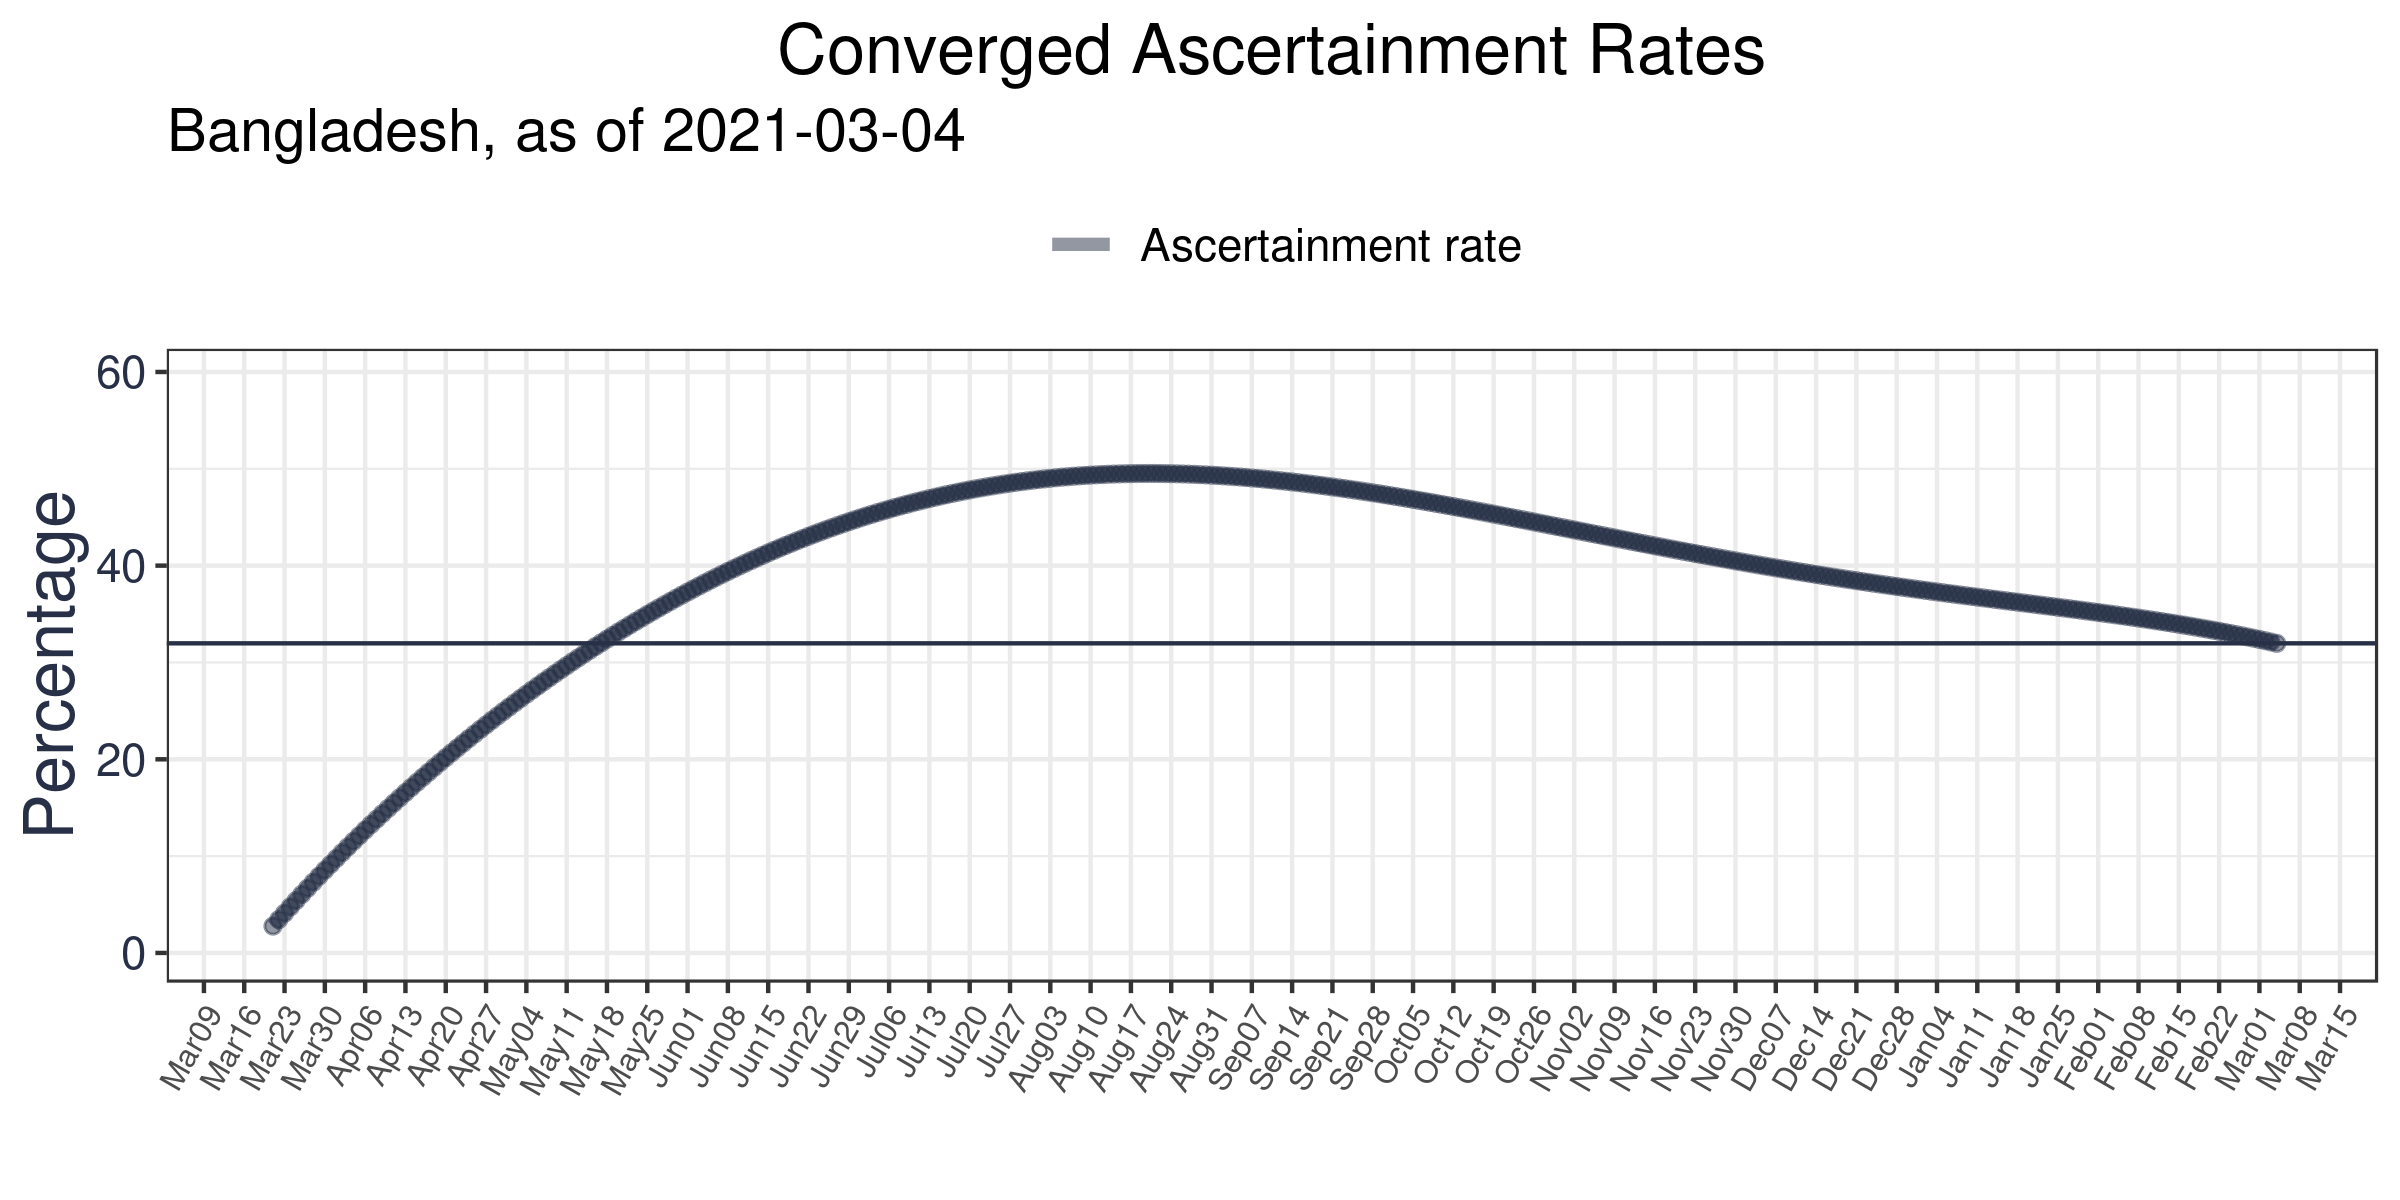 Converged Ascertainment Rates
Bangladesh, as of 2021-03-04
Ascertainment rate
Percentage
60
40
20
0
Mar09 Mar16 Mar23 Mar30 Apr06 Apr13 Apr20 Apr27 May04 May11 May18 May25 Jun01 Jun08 Jun15 Jun22 Jun29 Jul06 Jul13 Jul20 Jul27 Aug03 Aug10 Aug17 Aug24 Aug31 Sep07 Sep14 Sep21 Sep28 Oct05 Oct12 Oct19 Oct26 Nov02 Nov09 Nov16 Nov23 Nov30 Dec07 Dec14 Dec21 Dec28 Jan04 Jan11 Jan18 Jan25 Feb01 Feb08 Feb15 Feb22 Mar01 Mar08 Mar15